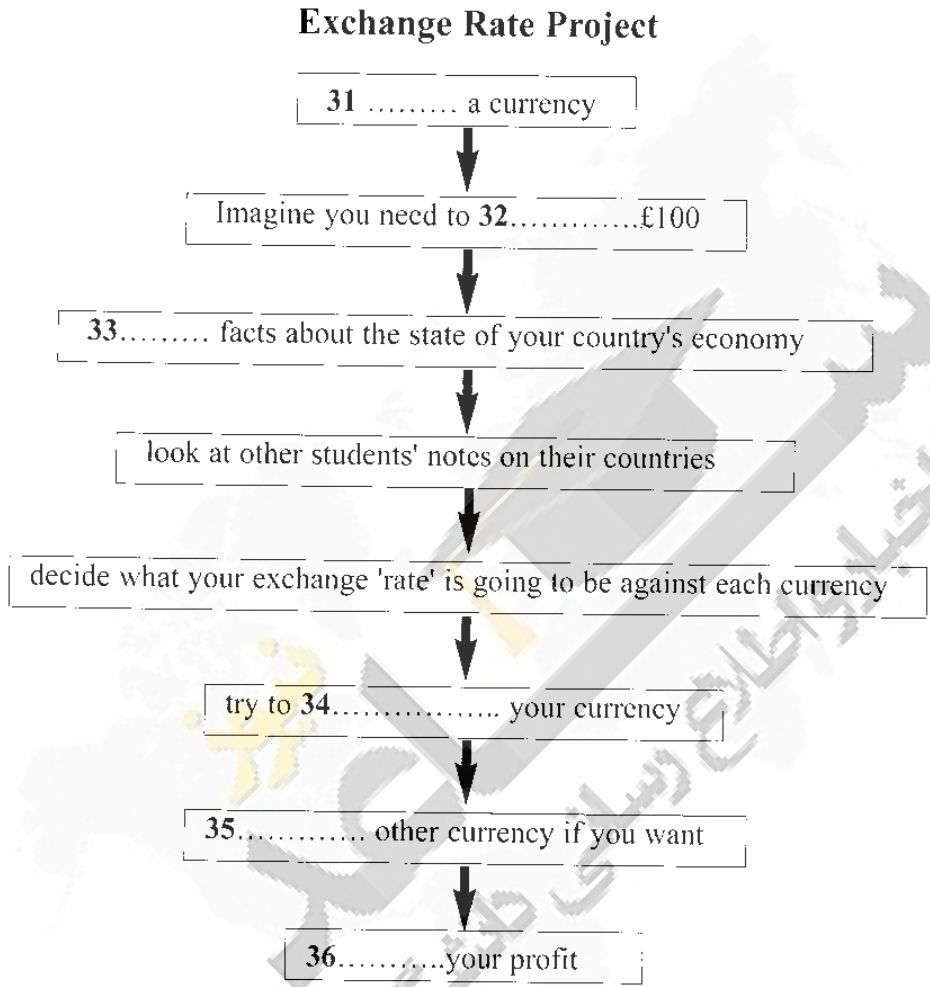 Exchange Rate Project
31 ......... a currency
Imagine you need to 32.............£100
33......... facts about the state of your country's economy
look at other students' notes on their countries
decide what your exchange 'rate' is going to be against each currency
try to 34.................. your currency
35............. other currency if you want
36...........your profit